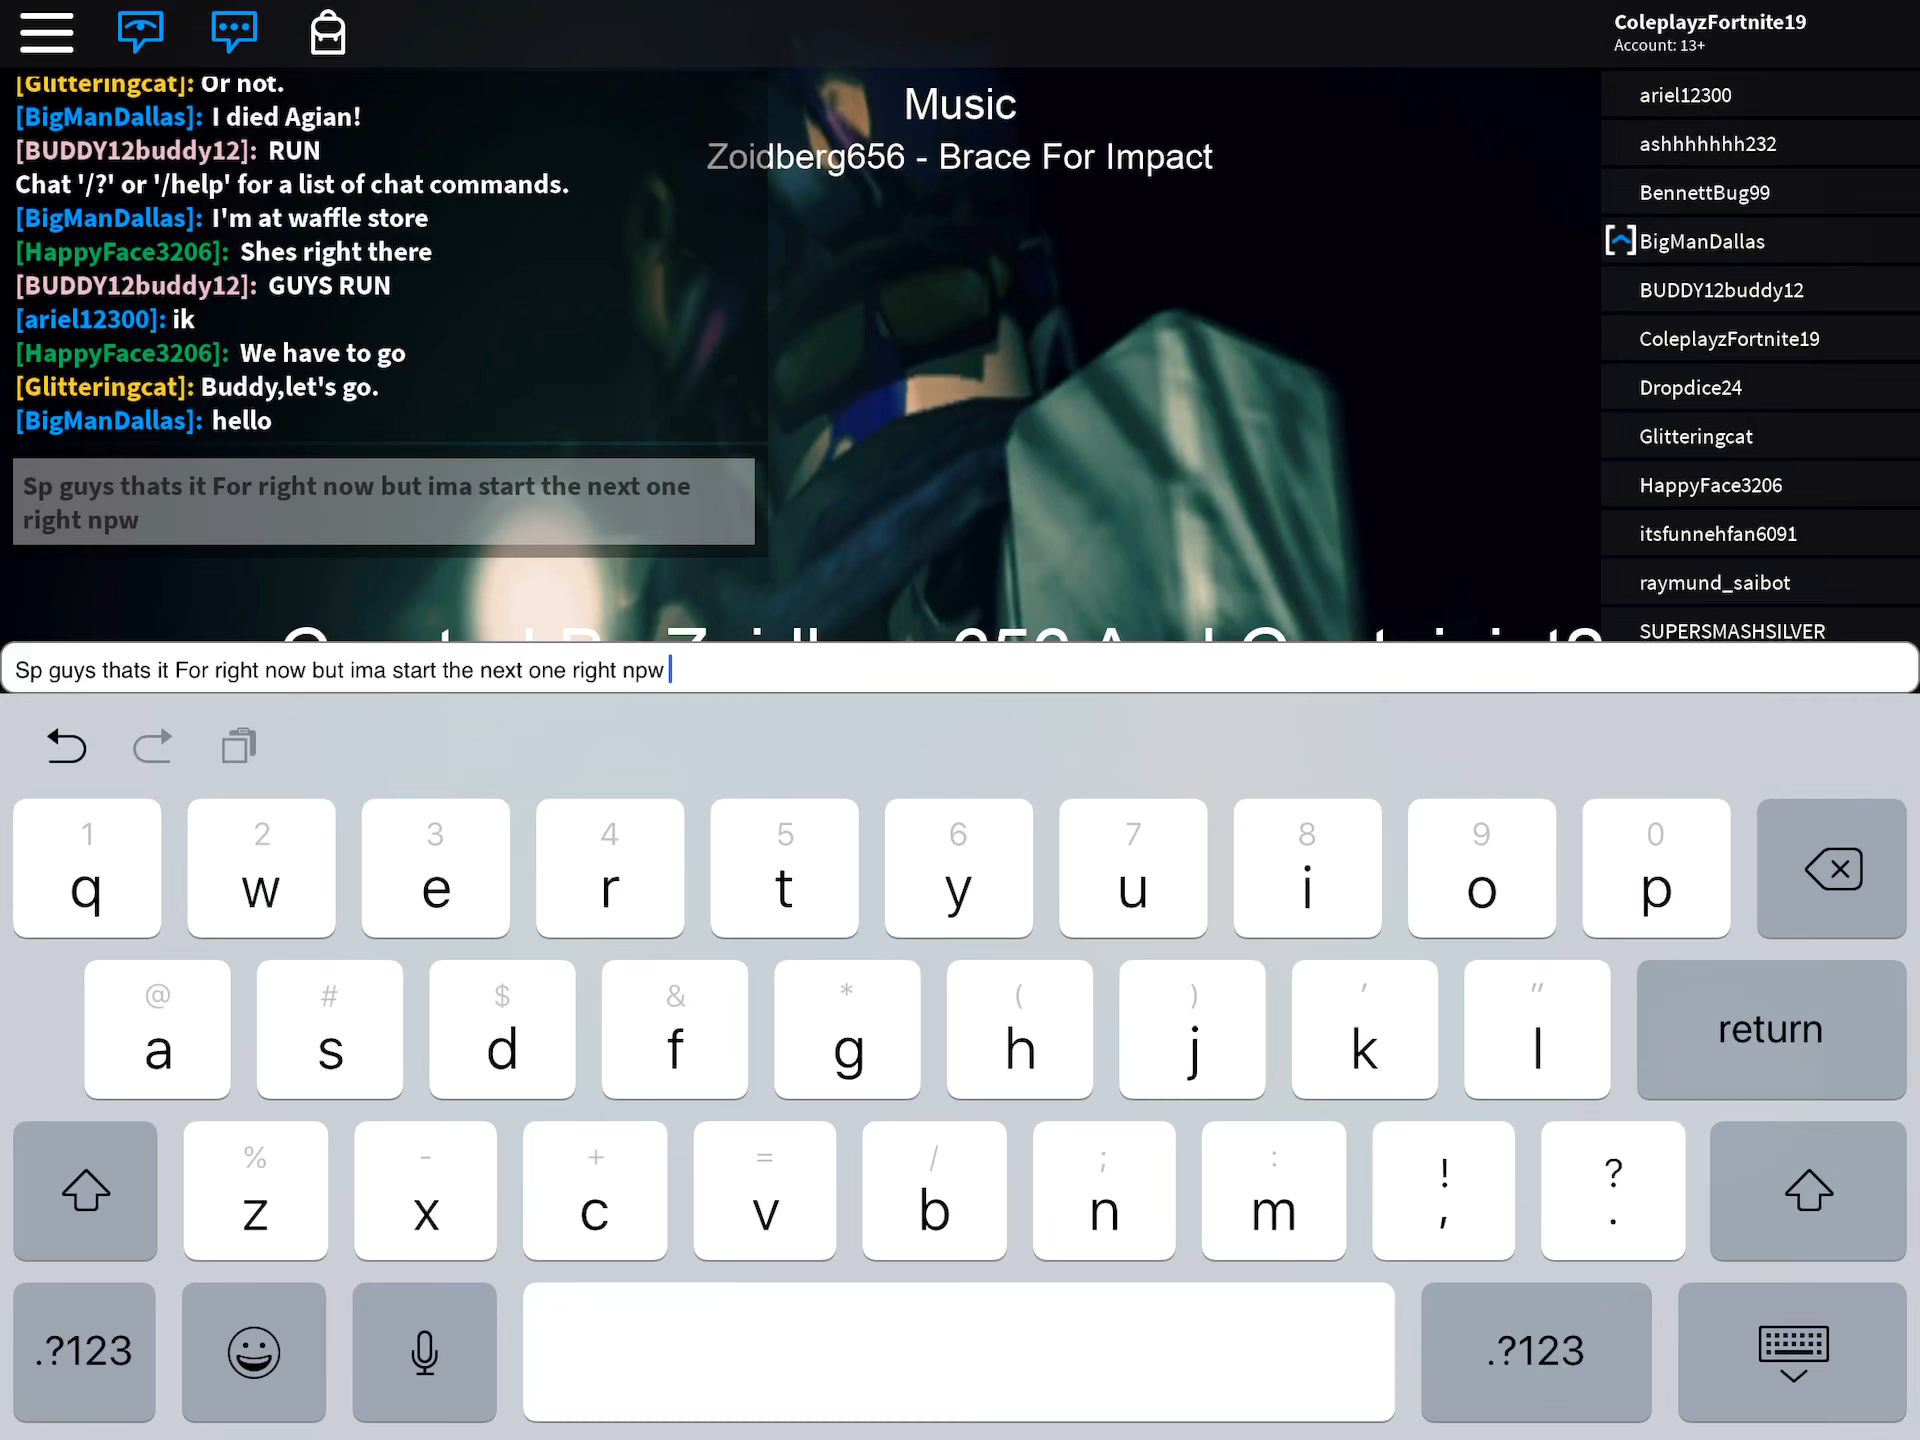 ColeplayzFortnite19
Account: 13+
[Glitteringcat]: Or not.
[BigManDallas]: I died Agian!
[BUDDY12buddy12]: RUN
Chat '/?' or '/help' for a list of chat commands.
[BigManDallas]: I'm at waffle store
[HappyFace3206]: Shes right there
[BUDDY12buddy12]: GUYS RUN
[ariel12300]: ik
[HappyFace3206]: We have to go
[Glitteringcat]: Buddy,let's go.
[BigManDallas]: hello
Sp guys thats it For right now but ima start the next one
right npw
Music
Zoidberg656 - Brace For Impact
ariel12300
ashhhhhhh232
BennettBug99
BigManDallas
BUDDY12buddy12
ColeplayzFortnite19
Dropdice24
Glitteringcat
HappyFace3206
itsfunnehfan6091
raymund_saibot
SUPERSMASHSILVER
Sp guys thats it For right now but ima start the next one right npw
1 2 3 4 5 6 7 8 9 0
q w e r t y u i o p
@ # $ & * ( ) ' "
a s d f g h j k l return
% - + = / ; : ! ?
z x c v b n m , .
.?123 .?123